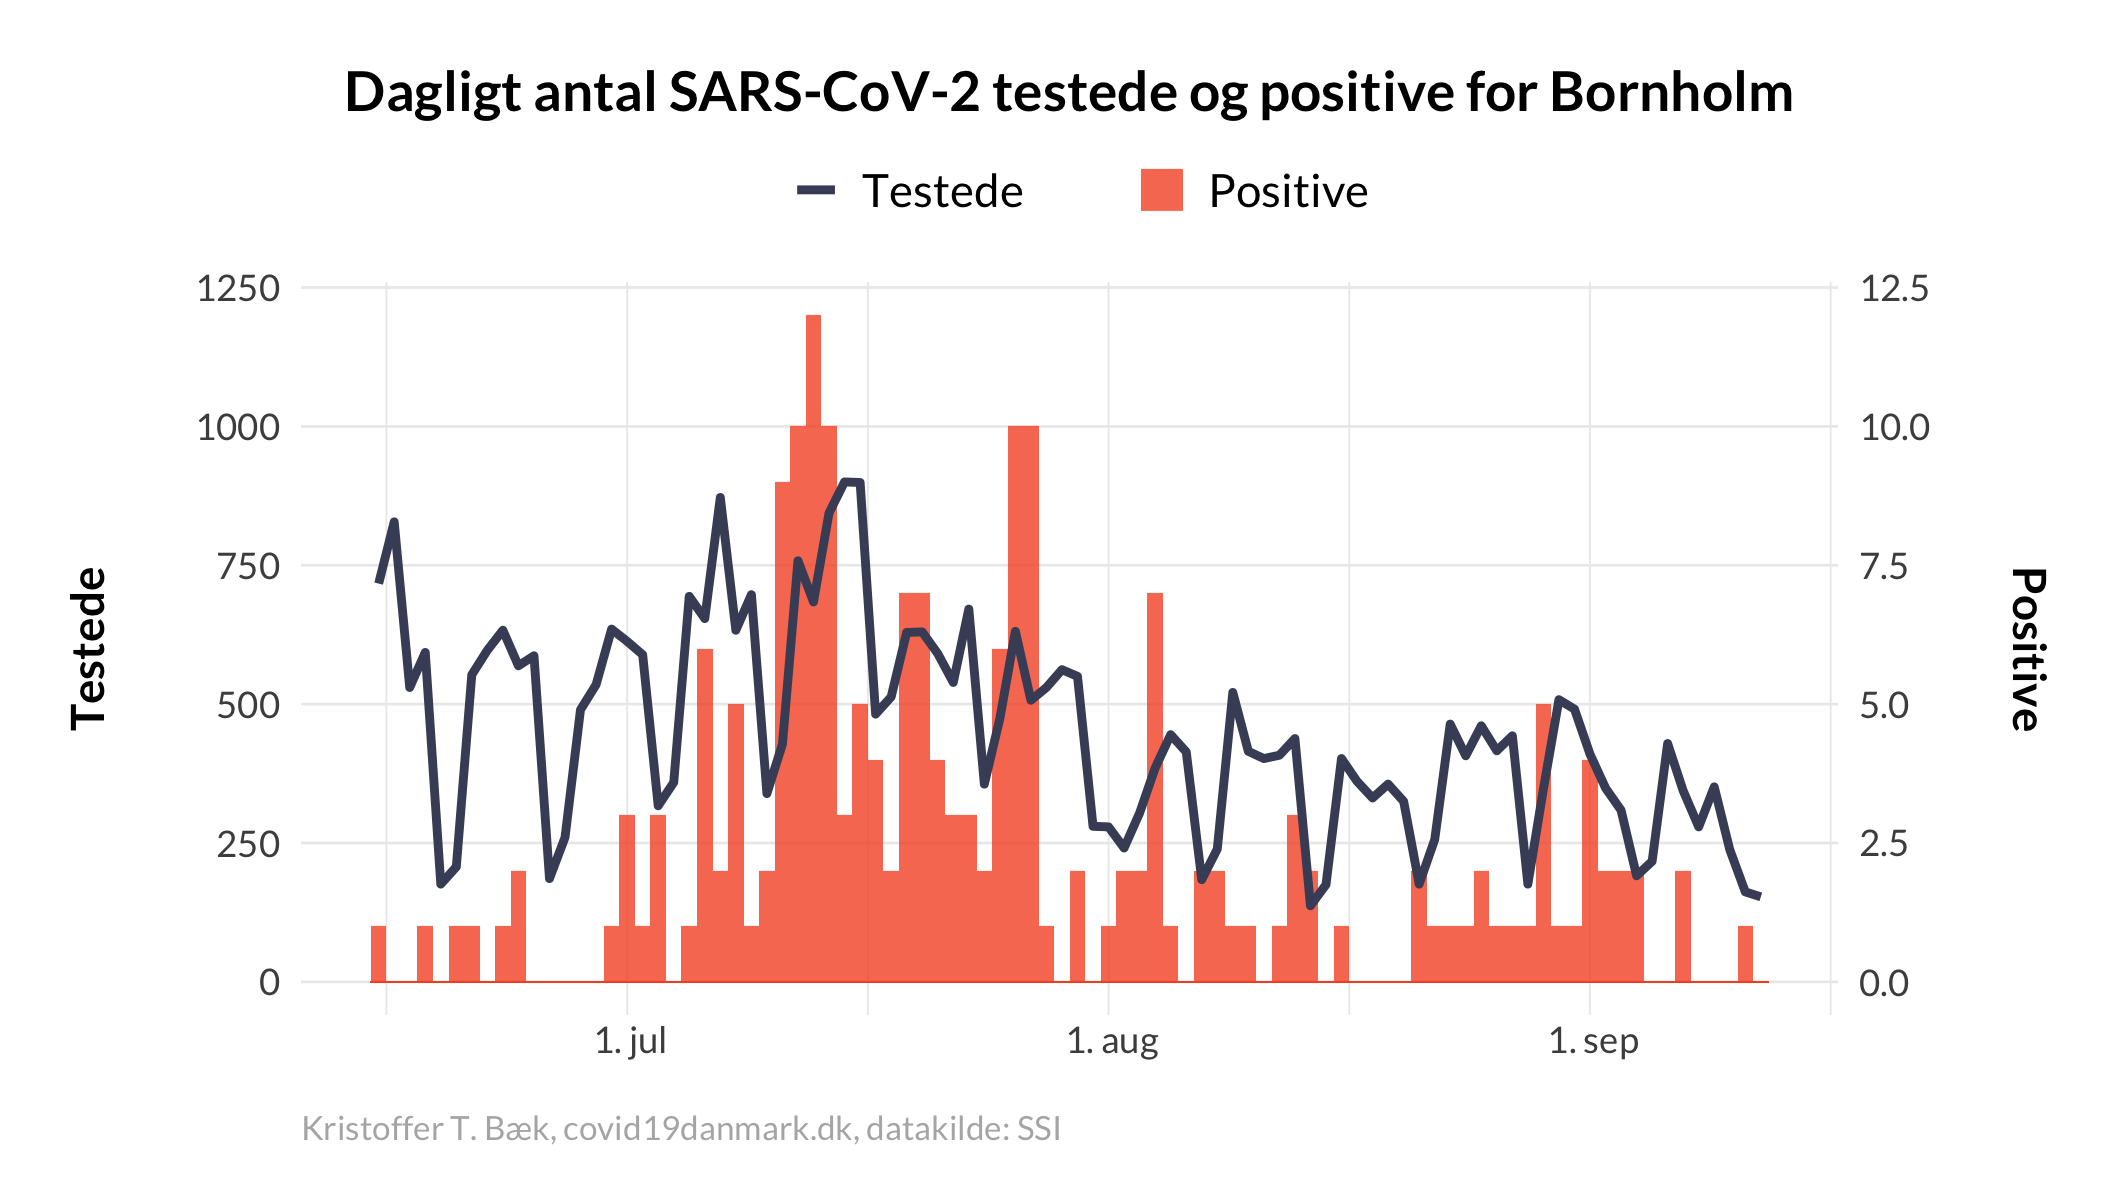 Dagligt antal SARS-CoV-2 testede og positive for Bornholm
Testede Positive
1250 12.5
1000 10.0
750 7.5
500 5.0
250 2.5
0 0.0
Testede
Positive
1. jul 1. aug 1. sep
Kristoffer T. Bæk, covid19danmark.dk, datakilde: SSI